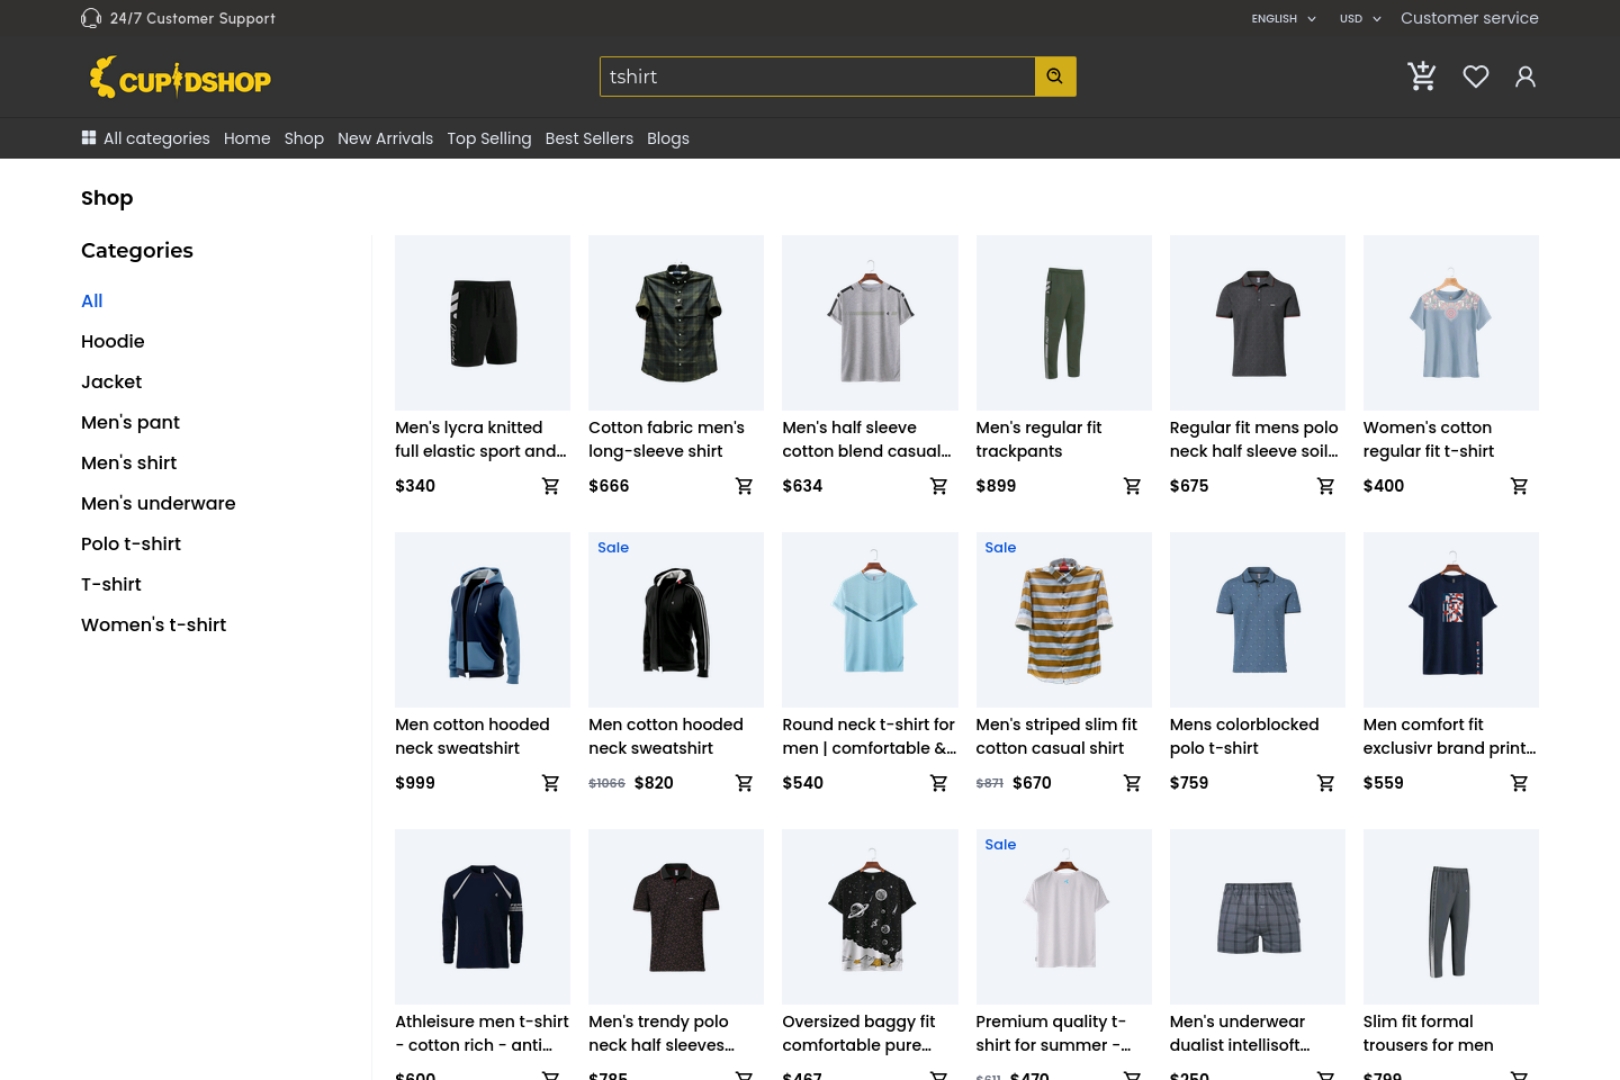 24/7 Customer Support
ENGLISH
USD
Customer service
CUPIDSHOP
tshirt
All categories
Home
Shop
New Arrivals
Top Selling
Best Sellers
Blogs
Shop
Categories
All
Hoodie
Jacket
Men's pant
Men's shirt
Men's underware
Polo t-shirt
T-shirt
Women's t-shirt
Men's lycra knitted
full elastic sport and...
$340
Cotton fabric men's
long-sleeve shirt
$666
Men's half sleeve
cotton blend casual...
$634
Men's regular fit
trackpants
$899
Regular fit mens polo
neck half sleeve soil...
$675
Women's cotton
regular fit t-shirt
$400
Men cotton hooded
neck sweatshirt
$999
Sale
Men cotton hooded
neck sweatshirt
$1066 $820
Round neck t-shirt for
men | comfortable &...
$540
Sale
Men's striped slim fit
cotton casual shirt
$871 $670
Mens colorblocked
polo t-shirt
$759
Men comfort fit
exclusivr brand print...
$559
Athleisure men t-shirt
- cotton rich - anti...
$600
Men's trendy polo
neck half sleeves...
$785
Oversized baggy fit
comfortable pure...
$467
Sale
Premium quality t-
shirt for summer -...
$611 $470
Men's underwear
dualist intellisoft...
$250
Slim fit formal
trousers for men
$799